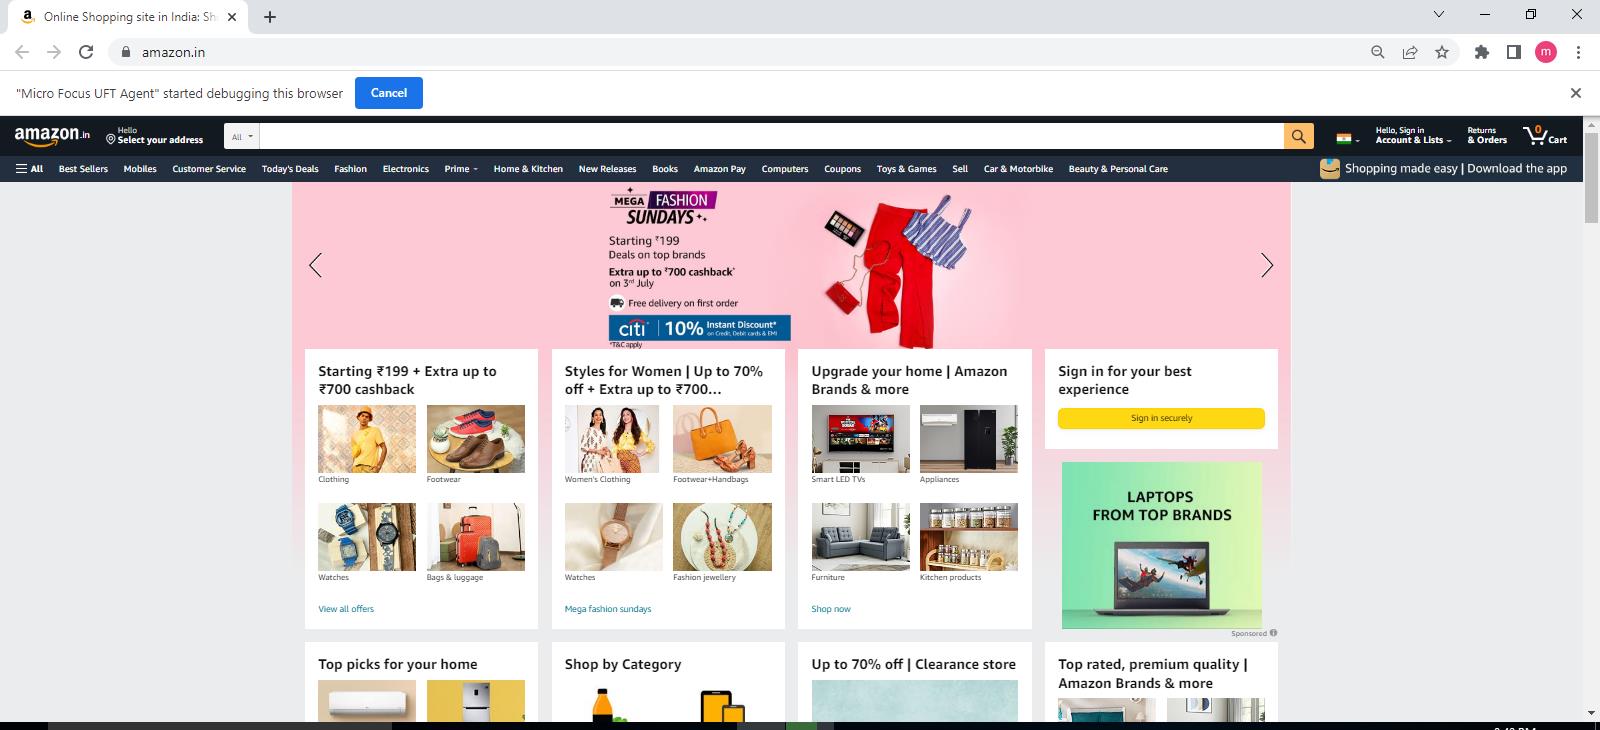 Online Shopping site in India: Sh
amazon.in
"Micro Focus UFT Agent" started debugging this browser
Cancel
m
amazon.in
Hello
Select your address
All
Hello, Sign in
Account & Lists
Returns
& Orders
0
Cart
All
Best Sellers
Mobiles
Customer Service
Today's Deals
Fashion
Electronics
Prime
Home & Kitchen
New Releases
Books
Amazon Pay
Computers
Coupons
Toys & Games
Sell
Car & Motorbike
Beauty & Personal Care
Shopping made easy | Download the app
MEGA FASHION
SUNDAYS
Starting ₹199
Deals on top brands
Extra up to ₹700 cashback*
on 3rd July
Free delivery on first order
citi 10% Instant Discount*
on Credit, Debit cards & EMI
*T&C apply
Starting ₹199 + Extra up to
₹700 cashback
Clothing
Footwear
Watches
Bags & luggage
View all offers
Styles for Women | Up to 70%
off + Extra up to ₹700...
Women's Clothing
Footwear+Handbags
Watches
Fashion jewellery
Mega fashion sundays
Upgrade your home | Amazon
Brands & more
Smart LED TVs
Appliances
Furniture
Kitchen products
Shop now
Sign in for your best
experience
Sign in securely
LAPTOPS
FROM TOP BRANDS
Sponsored
Top picks for your home
Shop by Category
Up to 70% off | Clearance store
Top rated, premium quality |
Amazon Brands & more